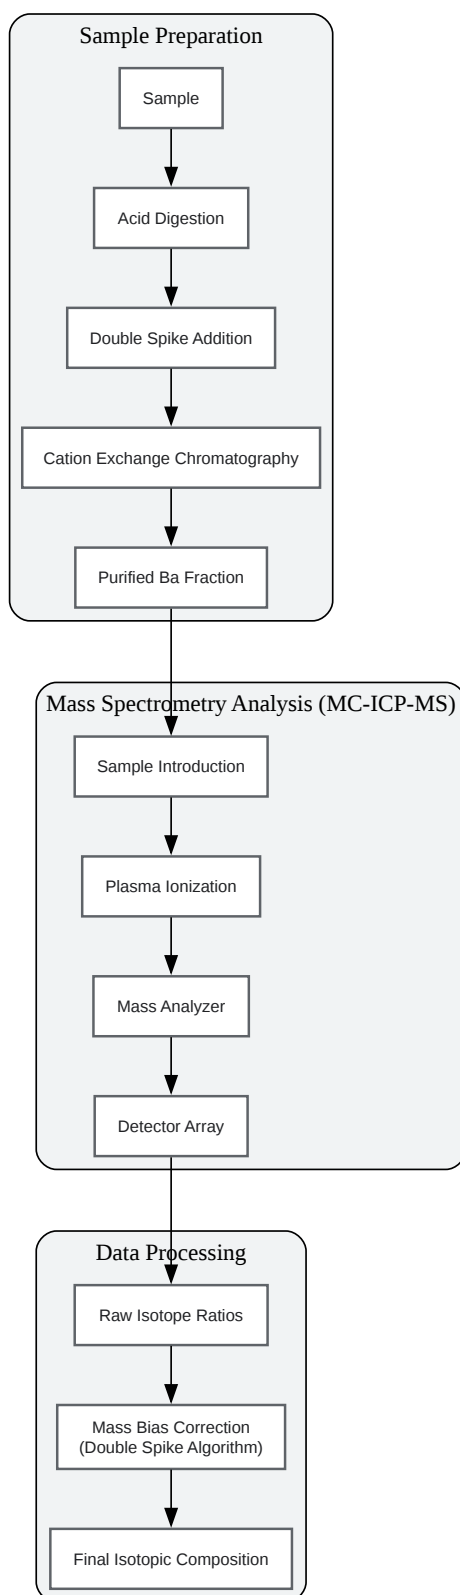 Sample Preparation
Sample
Acid Digestion
Double Spike Addition
Cation Exchange Chromatography
Purified Ba Fraction
Mass Spectrometry Analysis (MC-ICP-MS)
Sample Introduction
Plasma Ionization
Mass Analyzer
Detector Array
Data Processing
Raw Isotope Ratios
Mass Bias Correction
(Double Spike Algorithm)
Final Isotopic Composition